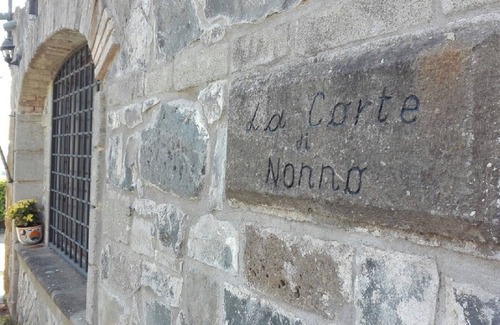 La Corte
di
Nonno